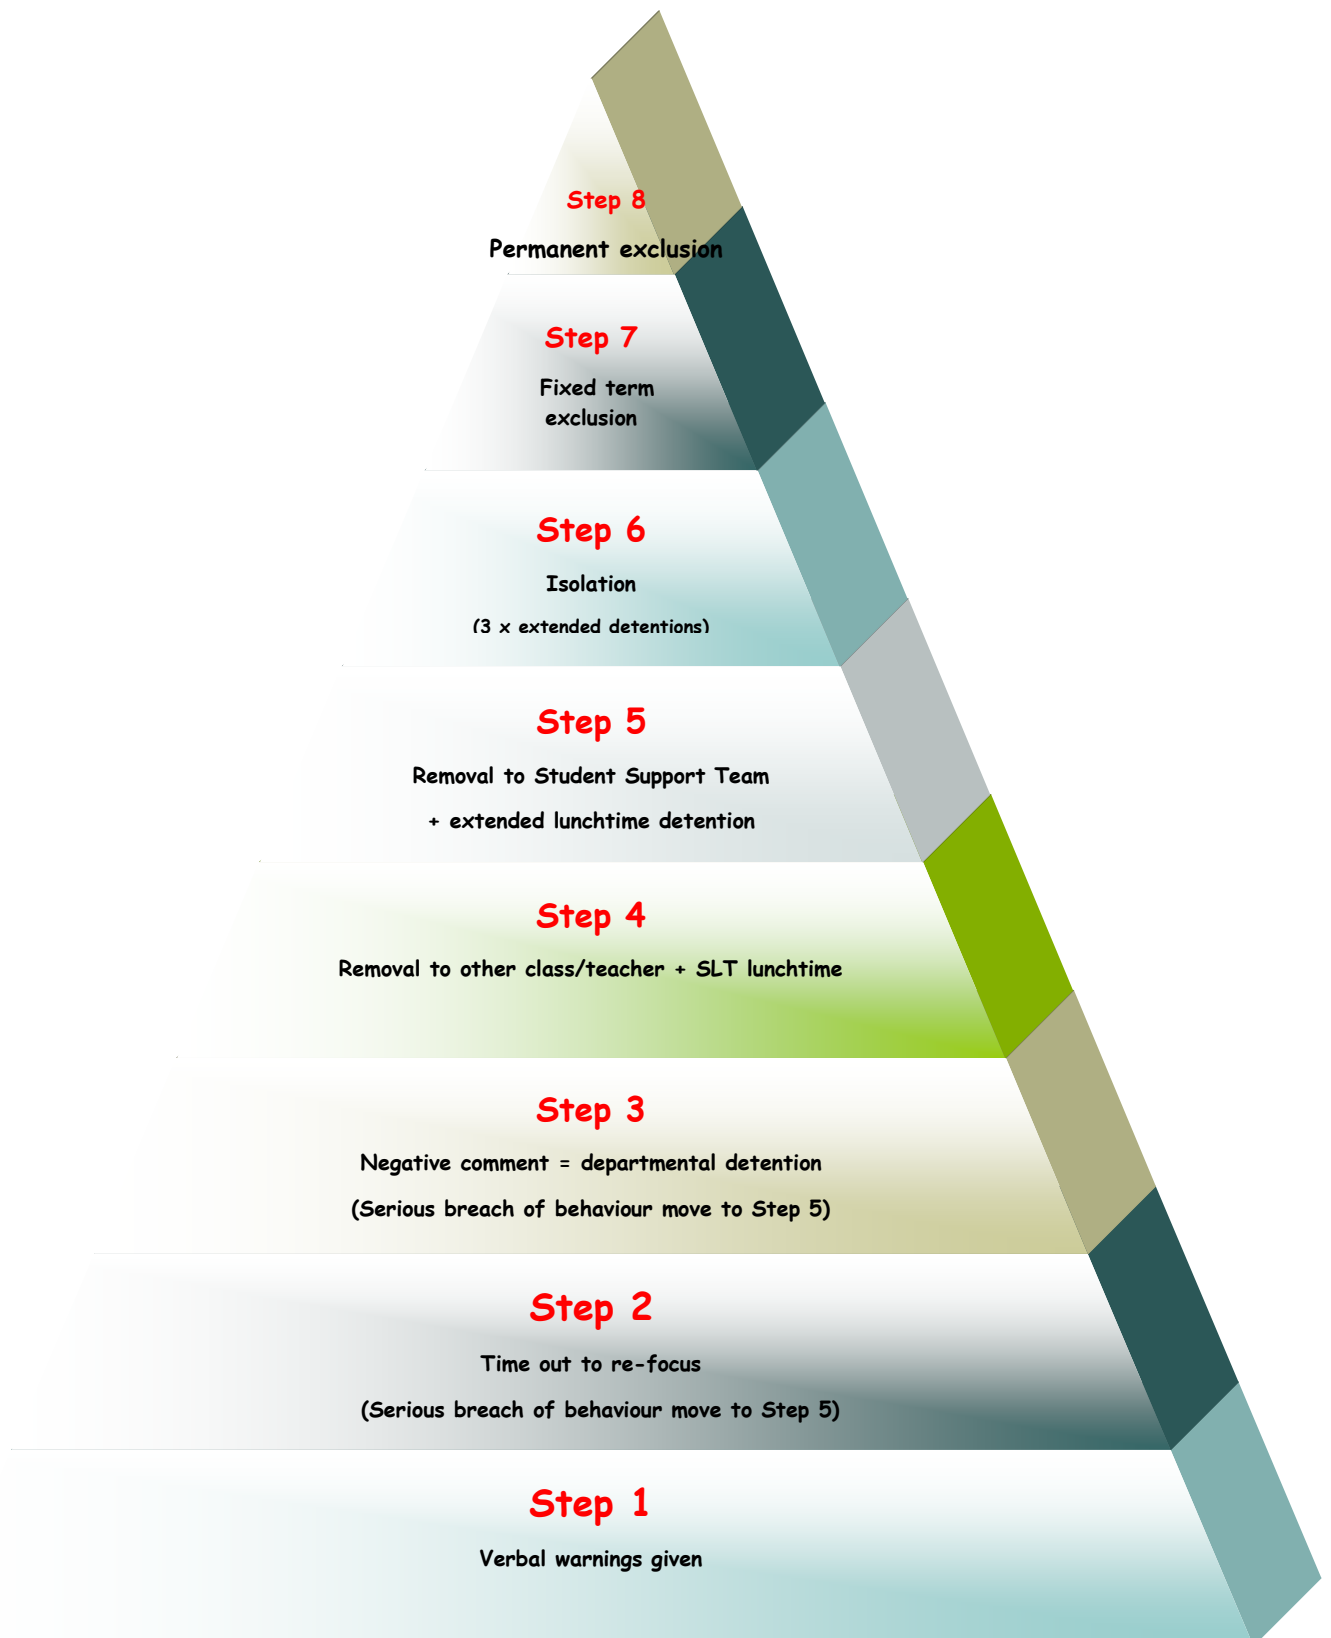 Step 8
Permanent exclusion
Step 7
Fixed term
exclusion
Step 6
Isolation
(3 x extended detentions)
Step 5
Removal to Student Support Team
+ extended lunchtime detention
Step 4
Removal to other class/teacher + SLT lunchtime
Step 3
Negative comment = departmental detention
(Serious breach of behaviour move to Step 5)
Step 2
Time out to re-focus
(Serious breach of behaviour move to Step 5)
Step 1
Verbal warnings given